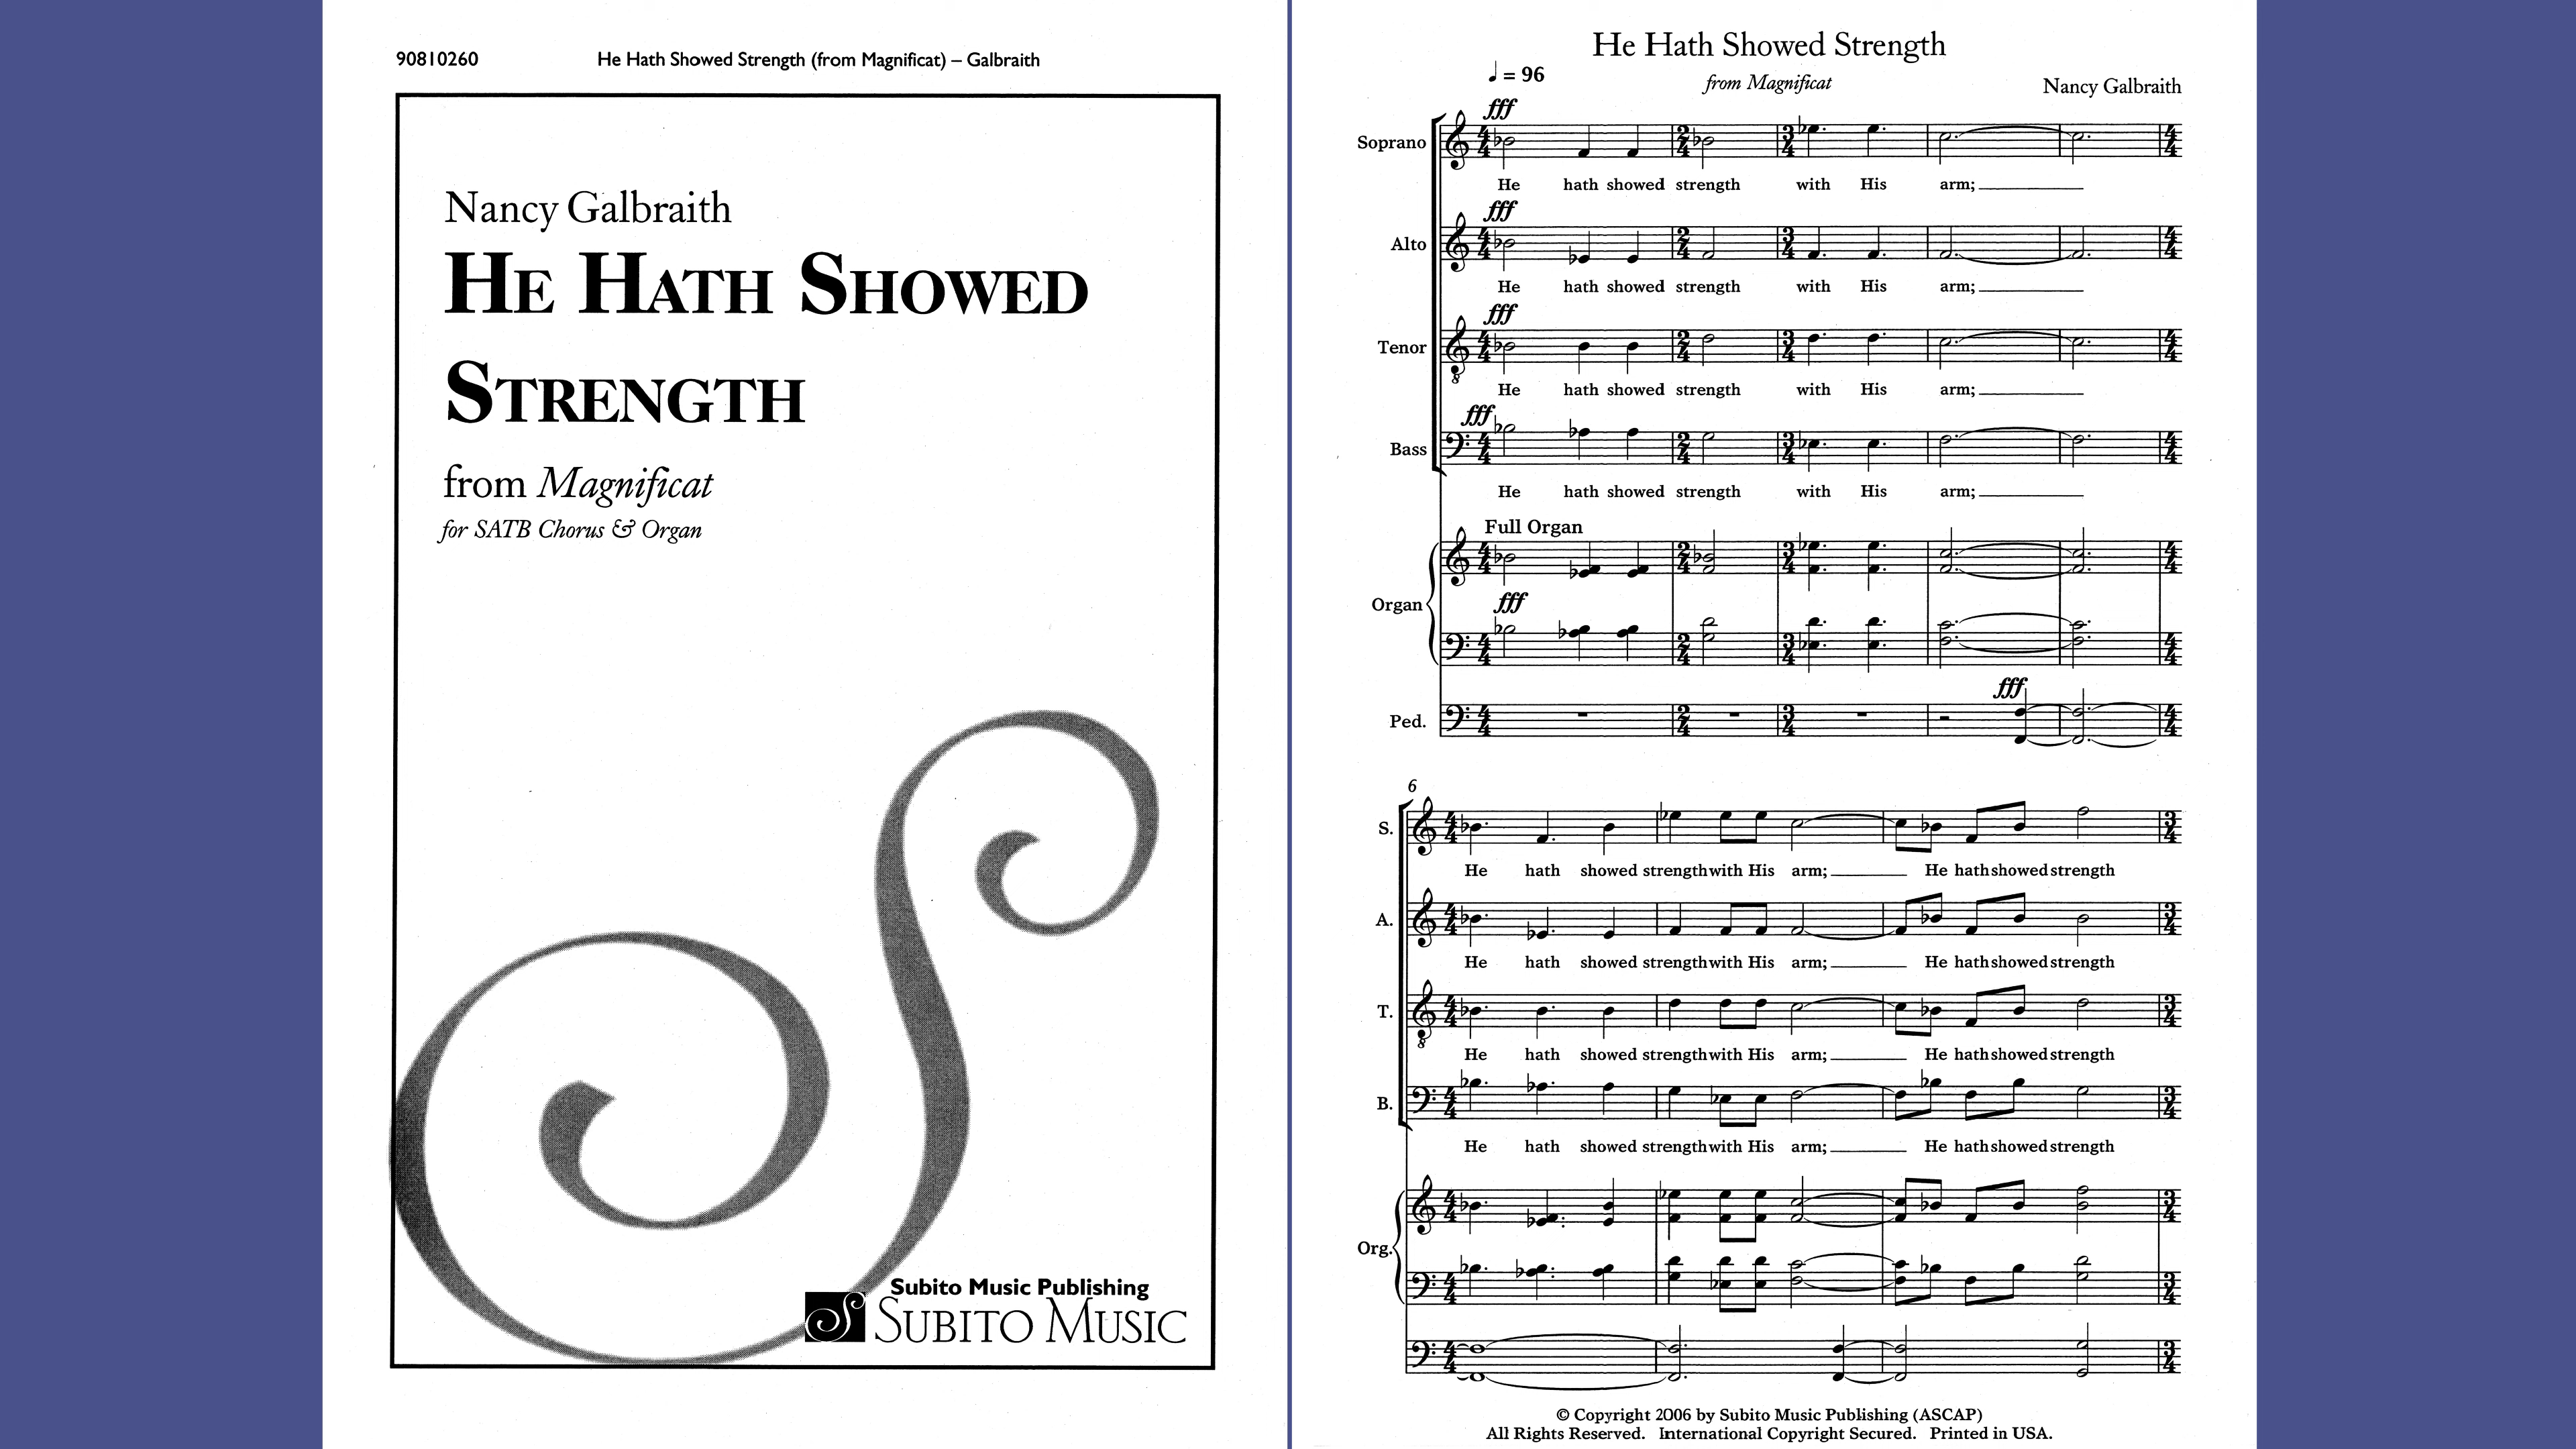 90810260 He Hath Showed Strength (from Magnificat) – Galbraith
Nancy Galbraith
HE HATH SHOWED
STRENGTH
from Magnificat
for SATB Chorus & Organ
Subito Music Publishing
SUBITO MUSIC
He Hath Showed Strength
♩ = 96
from Magnificat
Nancy Galbraith
fff
Soprano
He hath showed strength with His arm;
fff
Alto
He hath showed strength with His arm;
fff
Tenor
8
He hath showed strength with His arm;
fff
Bass
He hath showed strength with His arm;
Full Organ
Organ
fff
fff
Ped.
6
S.
He hath showed strength with His arm; He hath showed strength
A.
He hath showed strength with His arm; He hath showed strength
T.
8
He hath showed strength with His arm; He hath showed strength
B.
He hath showed strength with His arm; He hath showed strength
Org.
© Copyright 2006 by Subito Music Publishing (ASCAP)
All Rights Reserved. International Copyright Secured. Printed in USA.